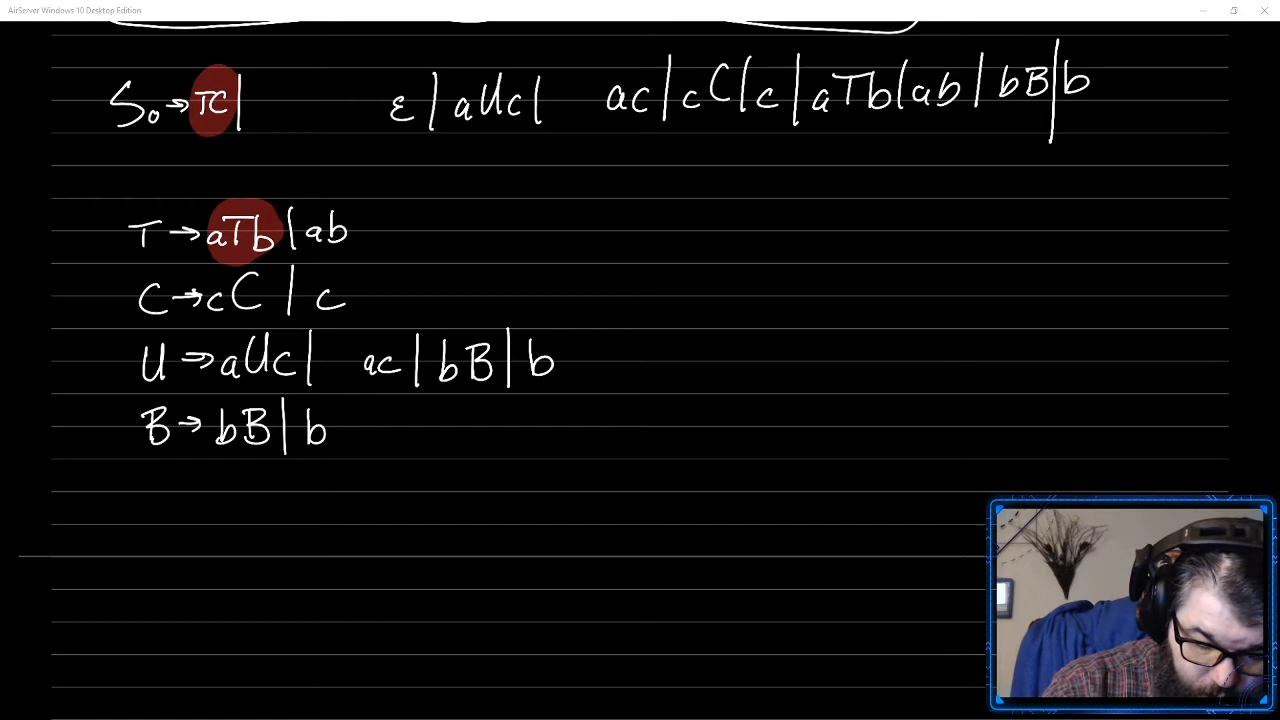 AirServer Windows 10 Desktop Edition
S₀ → TC | ε | aUc | ac | cC | c | aTb | ab | bB | b
T → aTb | ab
C → cC | c
U → aUc | ac | bB | b
B → bB | b